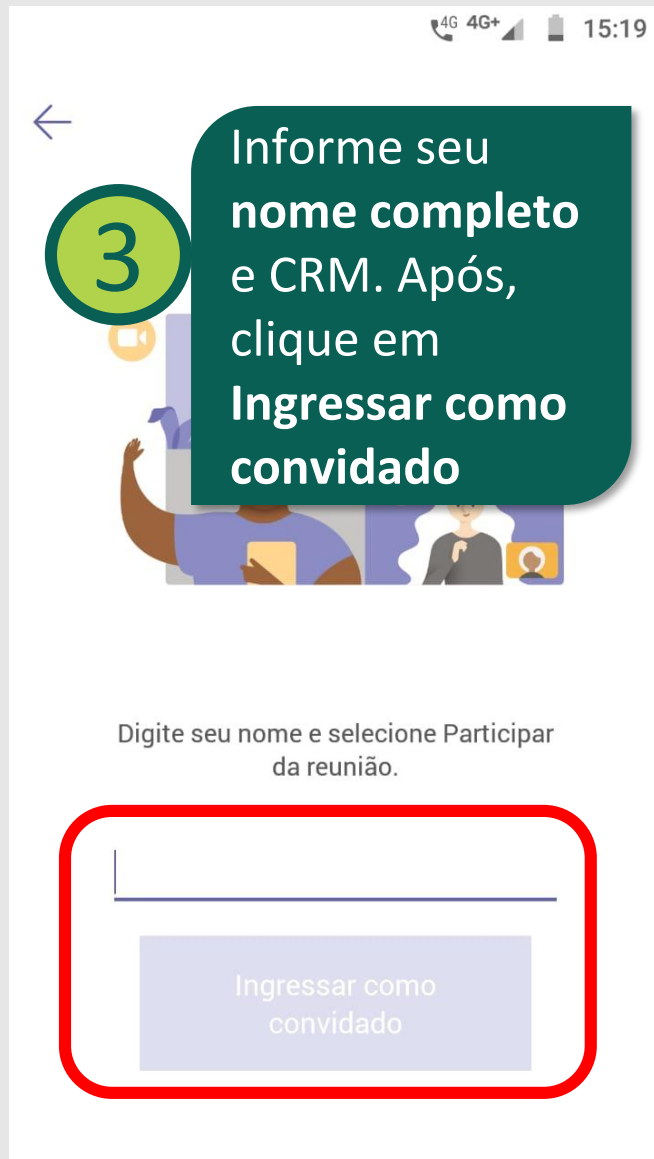 4G 4G+ 15:19
3
Informe seu
nome completo
e CRM. Após,
clique em
Ingressar como
convidado
Digite seu nome e selecione Participar
da reunião.
Ingressar como
convidado